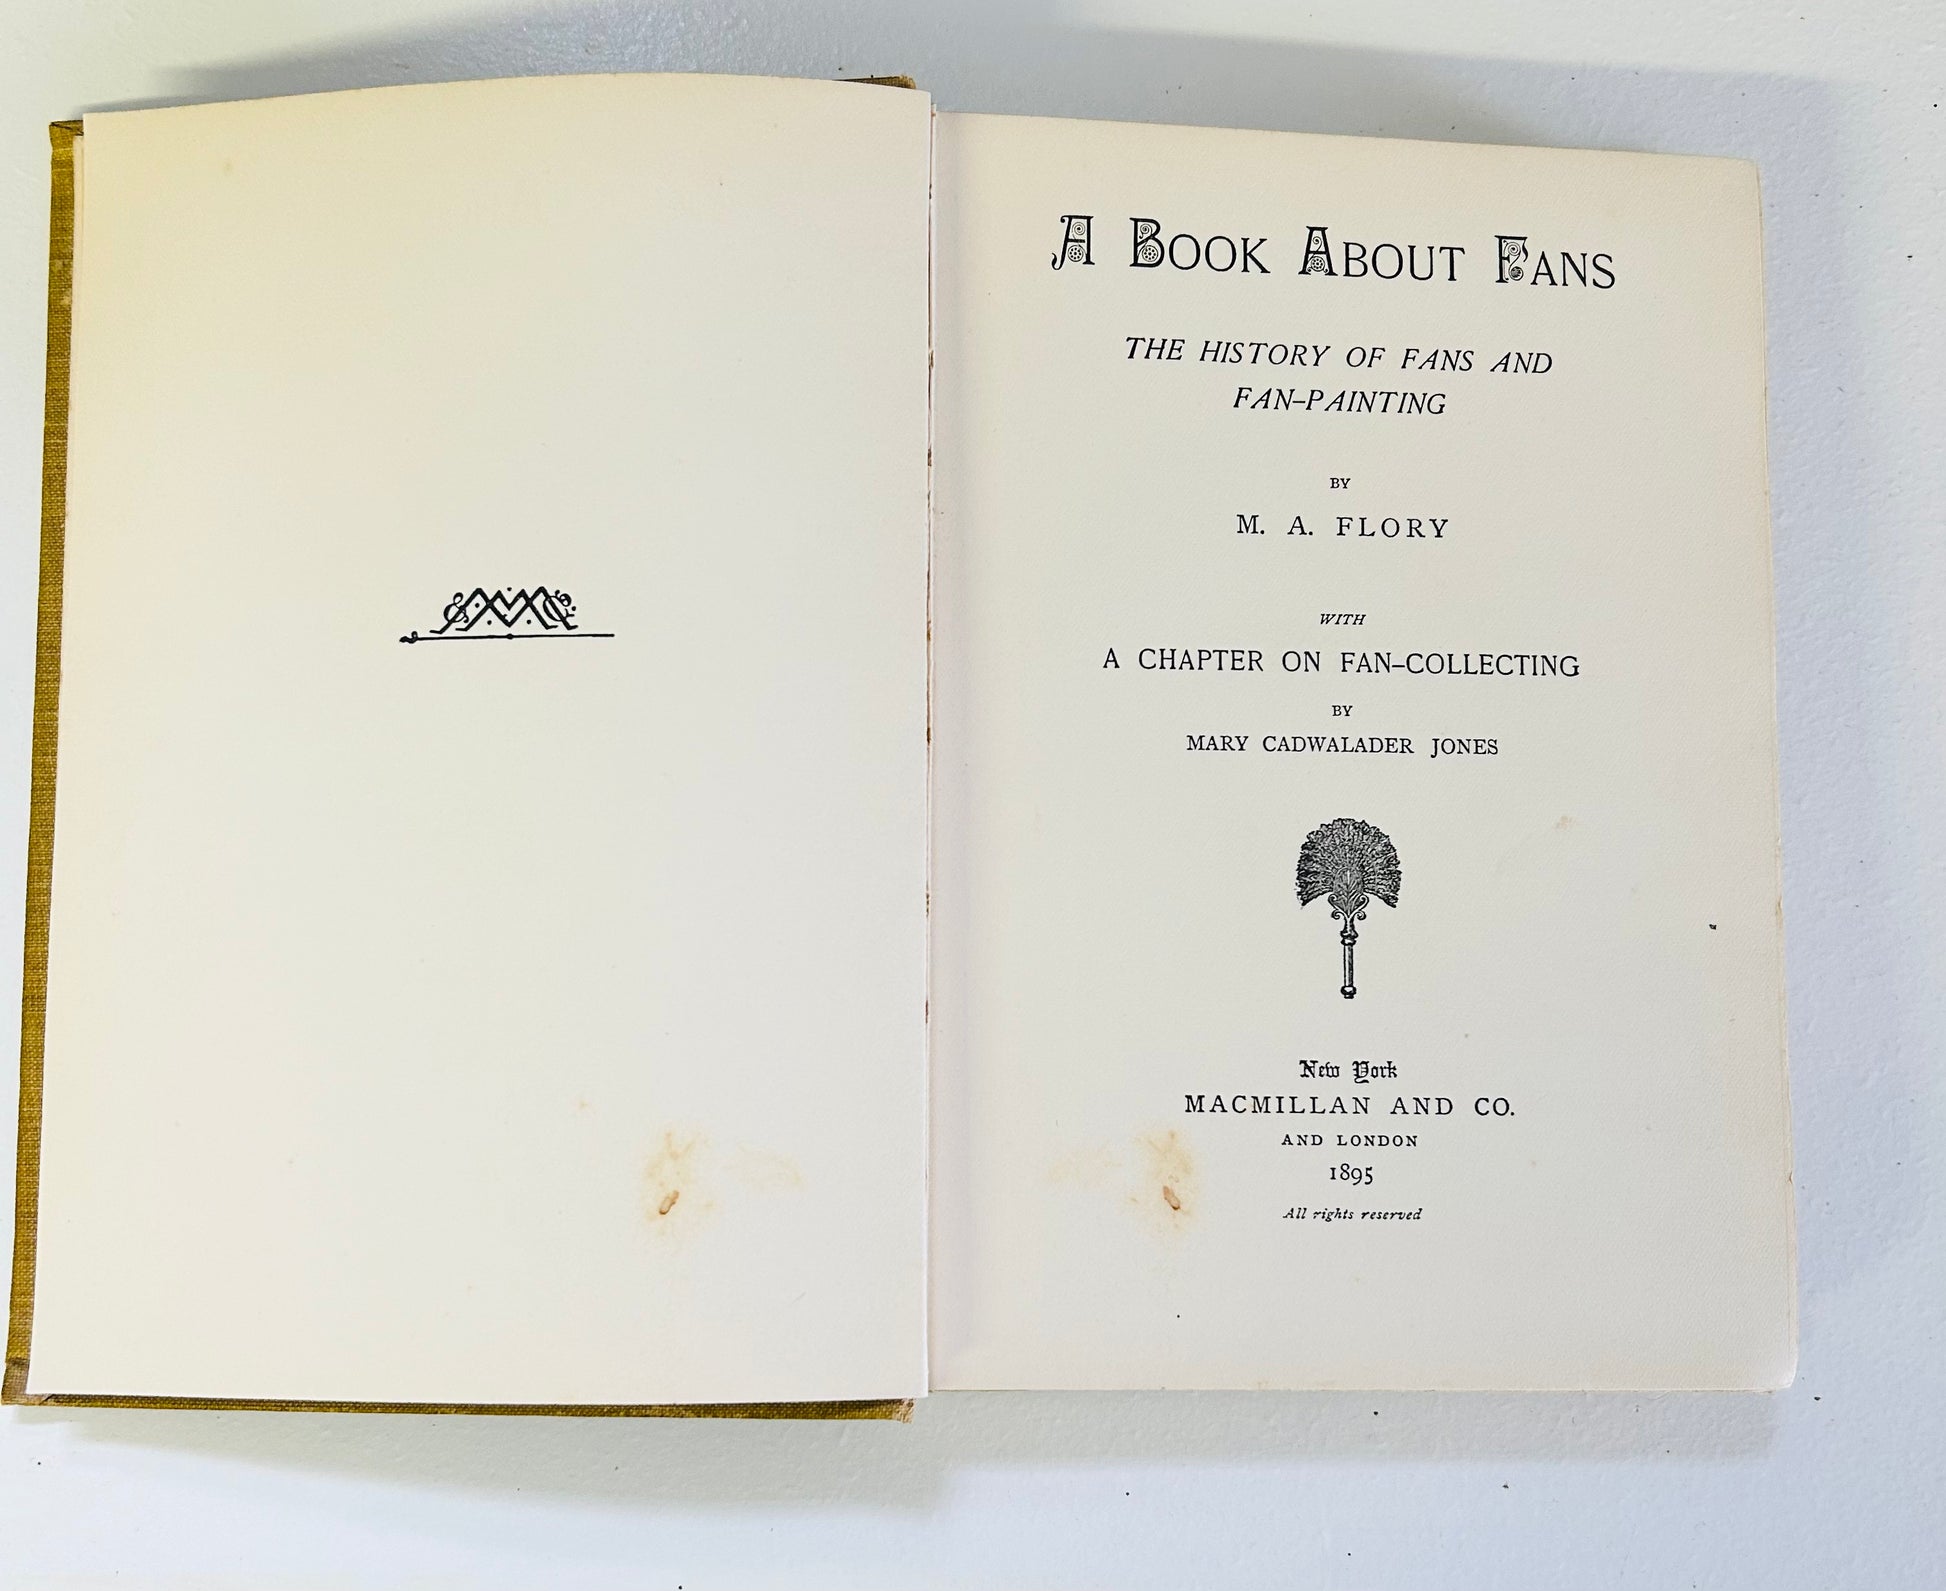 A BOOK ABOUT FANS
THE HISTORY OF FANS AND
FAN-PAINTING
BY
M. A. FLORY
WITH
A CHAPTER ON FAN-COLLECTING
BY
MARY CADWALADER JONES
New York
MACMILLAN AND CO.
AND LONDON
1895
All rights reserved